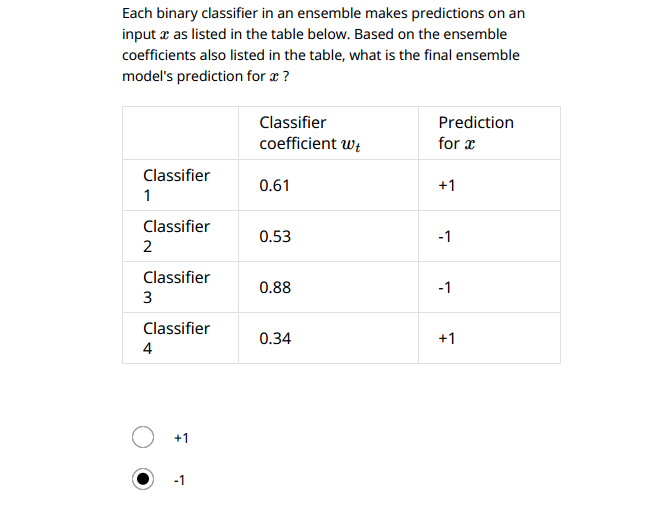 Each binary classifier in an ensemble makes predictions on an
input x as listed in the table below. Based on the ensemble
coefficients also listed in the table, what is the final ensemble
model's prediction for x ?
Classifier
coefficient wₜ
Prediction
for x
Classifier
1
0.61
+1
Classifier
2
0.53
-1
Classifier
3
0.88
-1
Classifier
4
0.34
+1
+1
-1